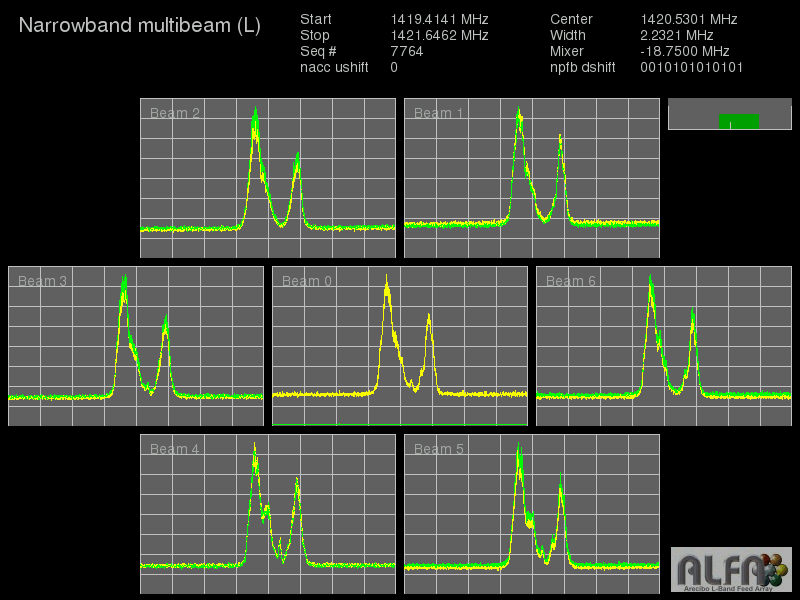 Narrowband multibeam (L)
Start 1419.4141 MHz Center 1420.5301 MHz
Stop 1421.6462 MHz Width 2.2321 MHz
Seq # 7764 Mixer -18.7500 MHz
nacc ushift 0 npfb dshift 0010101010101
Beam 2 Beam 1
Beam 3 Beam 0 Beam 6
Beam 4 Beam 5
ALFA
Arecibo L-Band Feed Array